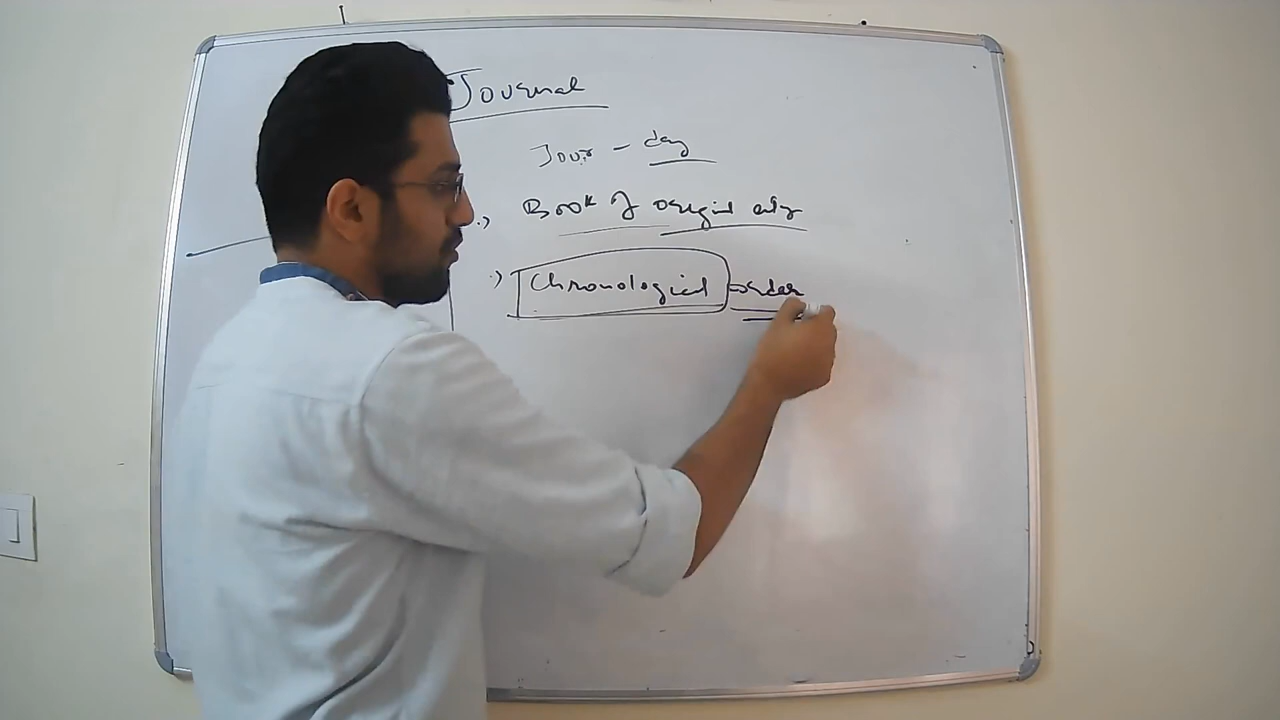 Journal
Jour - day
.) Book of original entry
.) Chronological order